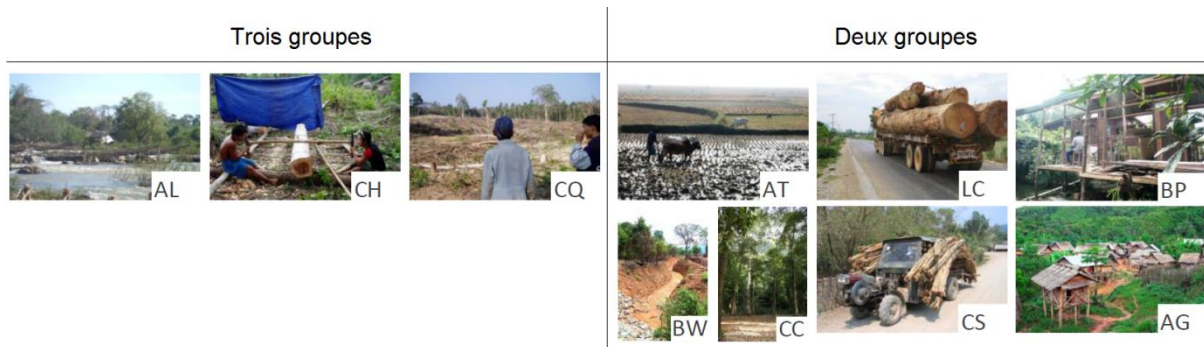 Trois groupes
Deux groupes
AL
CH
CQ
AT
LC
BP
BW
CC
CS
AG